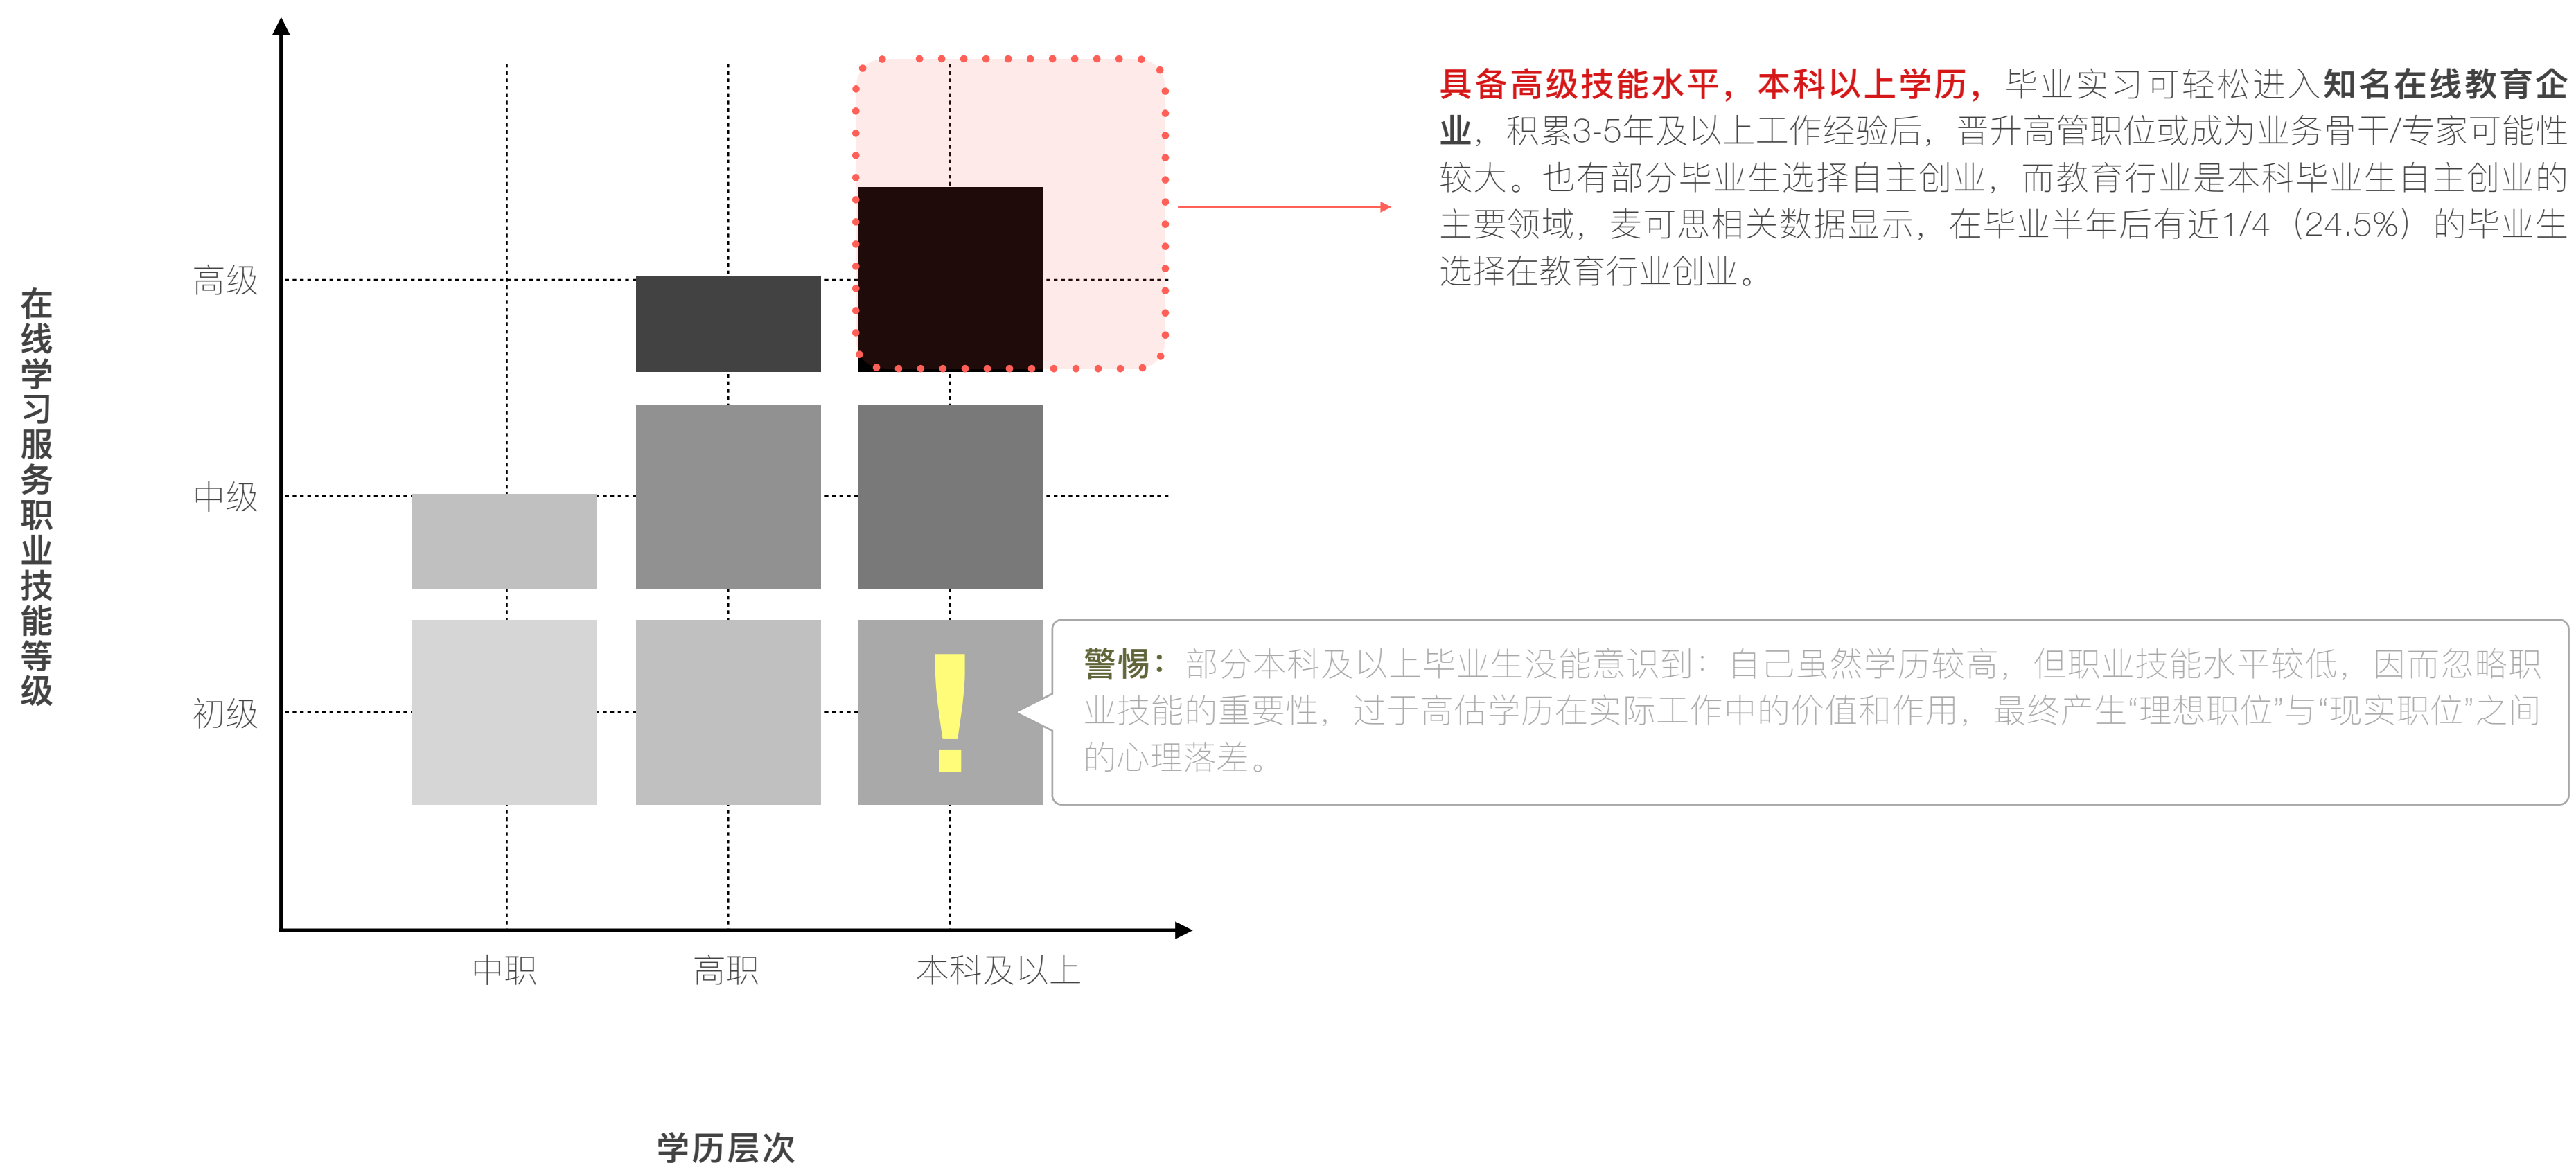 具备高级技能水平，本科以上学历，毕业实习可轻松进入知名在线教育企
业，积累3-5年及以上工作经验后，晋升高管职位或成为业务骨干/专家可能性
较大。也有部分毕业生选择自主创业，而教育行业是本科毕业生自主创业的
主要领域，麦可思相关数据显示，在毕业半年后有近1/4（24.5%）的毕业生
选择在教育行业创业。
在线学习服务职业技能等级
高级
中级
初级
!
警惕：部分本科及以上毕业生没能意识到：自己虽然学历较高，但职业技能水平较低，因而忽略职
业技能的重要性，过于高估学历在实际工作中的价值和作用，最终产生“理想职位”与“现实职位”之间
的心理落差。
中职
高职
本科及以上
学历层次